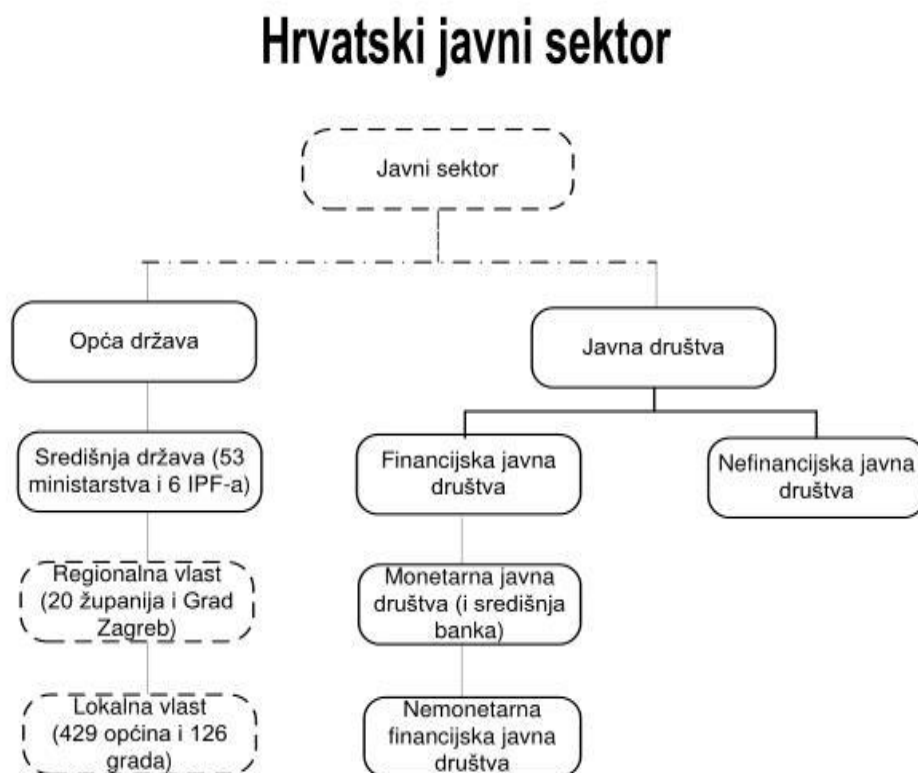 Hrvatski javni sektor
Javni sektor
Opća država
Javna društva
Središnja država (53
ministarstva i 6 IPF-a)
Financijska javna
društva
Nefinancijska javna
društva
Regionalna vlast
(20 županija i Grad
Zagreb)
Monetarna javna
društva (i središnja
banka)
Lokalna vlast
(429 općina i 126
grada)
Nemonetarna
financijska javna
društva